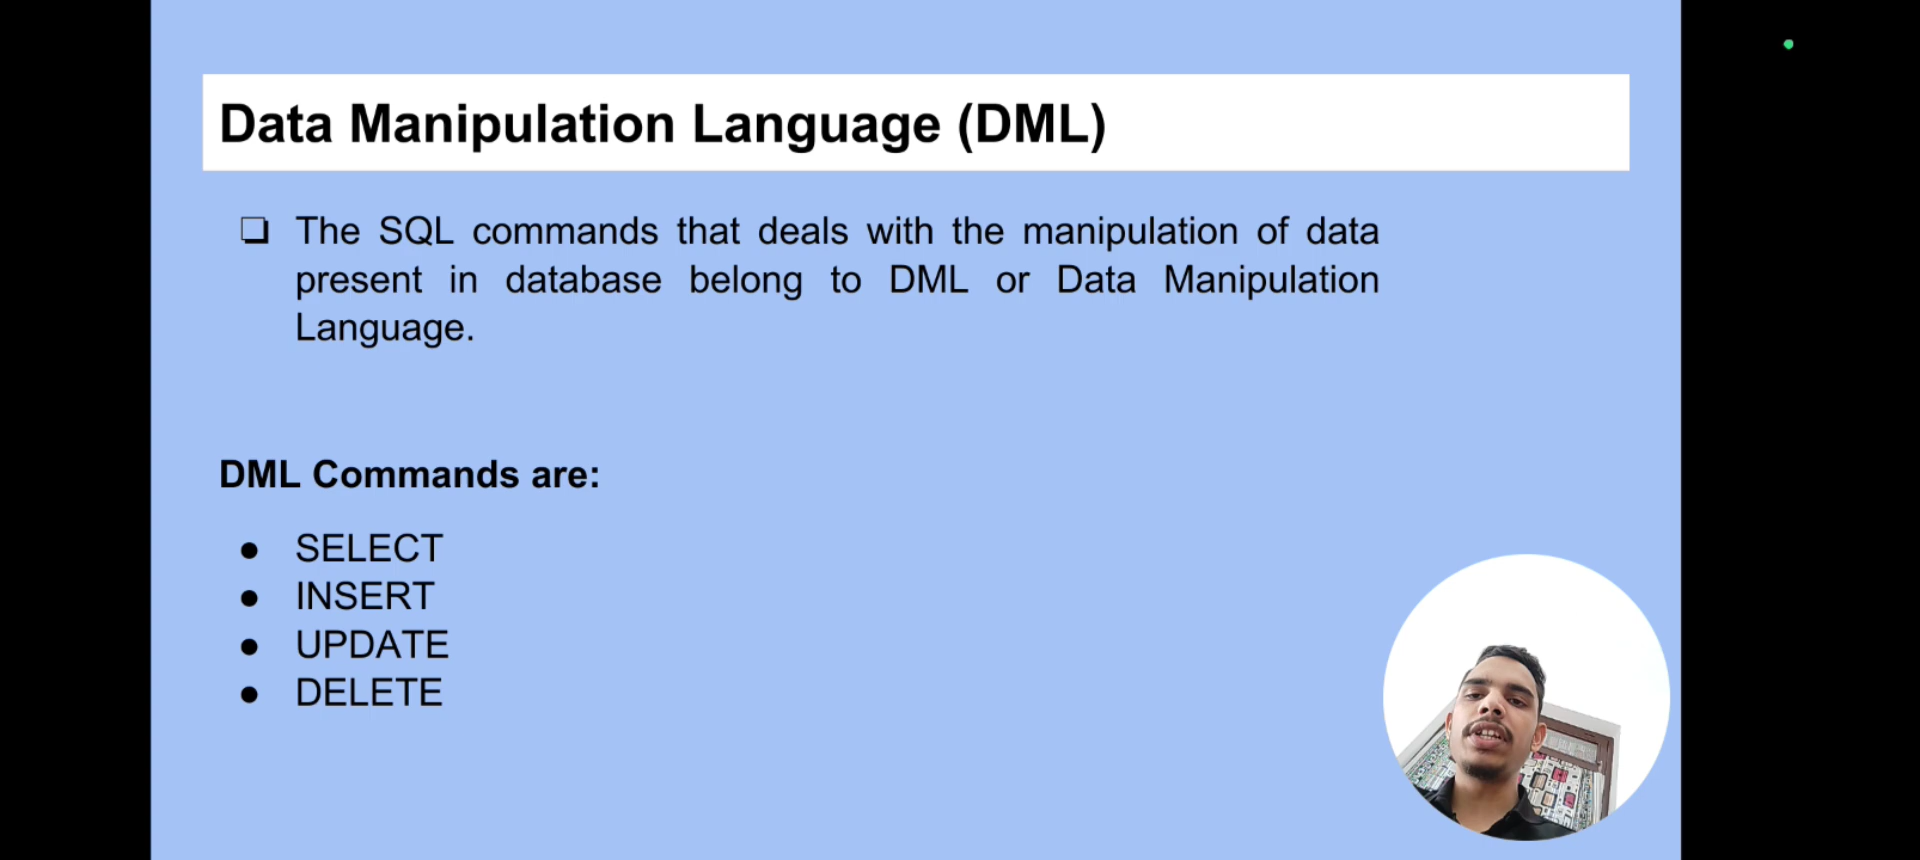 Data Manipulation Language (DML)
❏ The SQL commands that deals with the manipulation of data
present in database belong to DML or Data Manipulation
Language.
DML Commands are:
● SELECT
● INSERT
● UPDATE
● DELETE